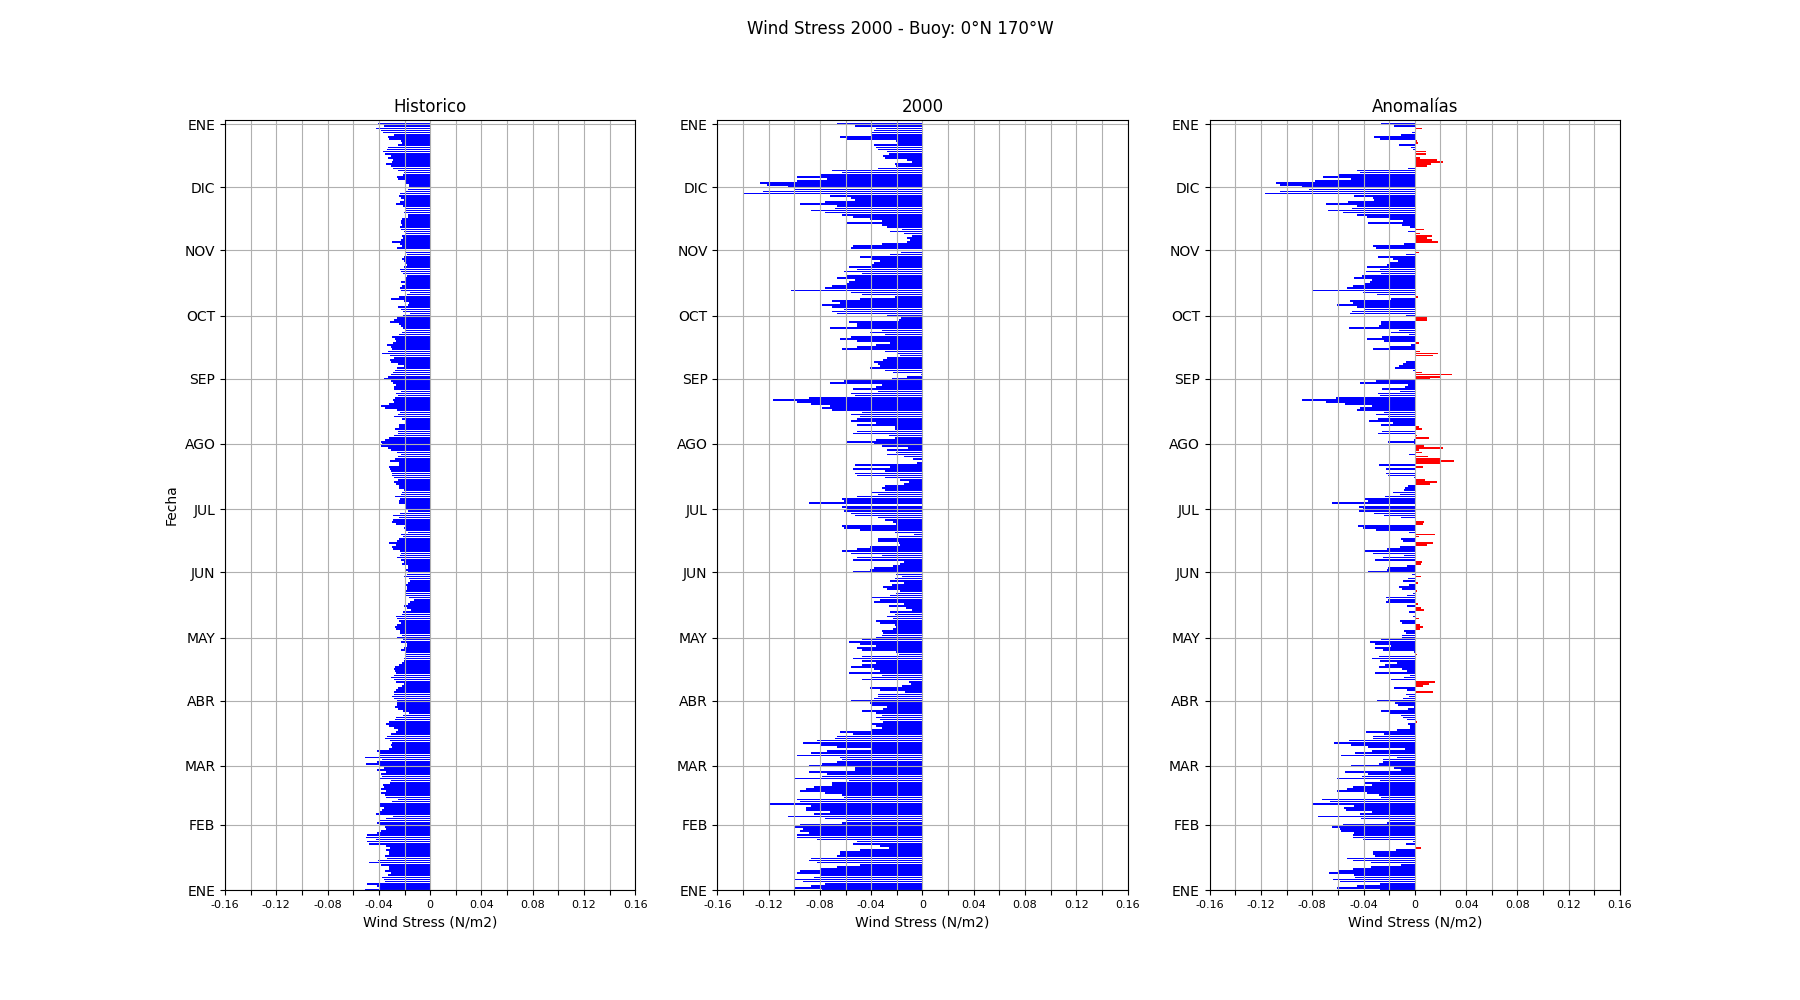 Wind Stress 2000 - Buoy: 0°N 170°W
Historico
2000
Anomalías
ENE
DIC
NOV
OCT
SEP
AGO
JUL
JUN
MAY
ABR
MAR
FEB
ENE
Fecha
-0.16 -0.12 -0.08 -0.04 0 0.04 0.08 0.12 0.16
Wind Stress (N/m2)
ENE
DIC
NOV
OCT
SEP
AGO
JUL
JUN
MAY
ABR
MAR
FEB
ENE
-0.16 -0.12 -0.08 -0.04 0 0.04 0.08 0.12 0.16
Wind Stress (N/m2)
ENE
DIC
NOV
OCT
SEP
AGO
JUL
JUN
MAY
ABR
MAR
FEB
ENE
-0.16 -0.12 -0.08 -0.04 0 0.04 0.08 0.12 0.16
Wind Stress (N/m2)